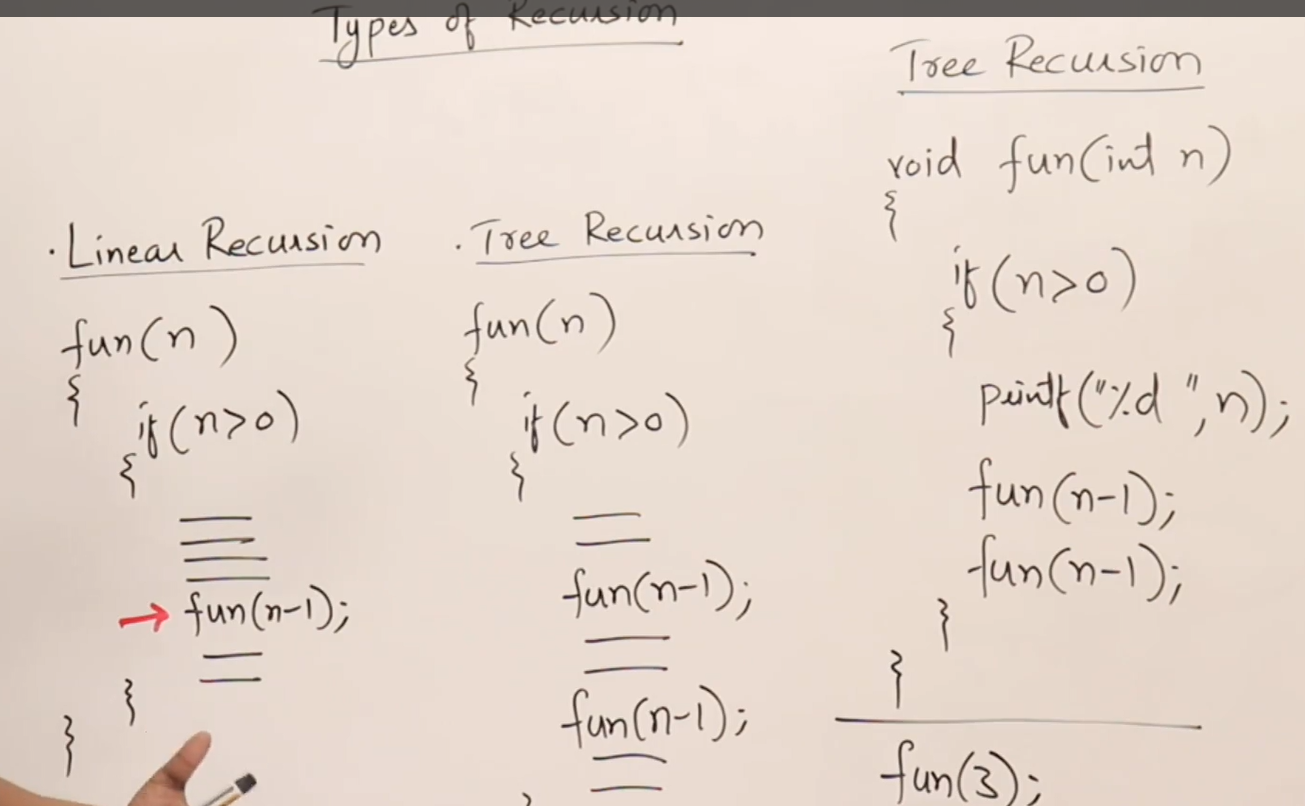 Types of Recursion
· Linear Recursion
fun(n)
{
if(n>0)
{
fun(n-1);
}
}
· Tree Recursion
fun(n)
{
if(n>0)
{
fun(n-1);
fun(n-1);
}
Tree Recursion
void fun(int n)
{
if(n>0)
{
printf("%d ",n);
fun(n-1);
fun(n-1);
}
}
fun(3);